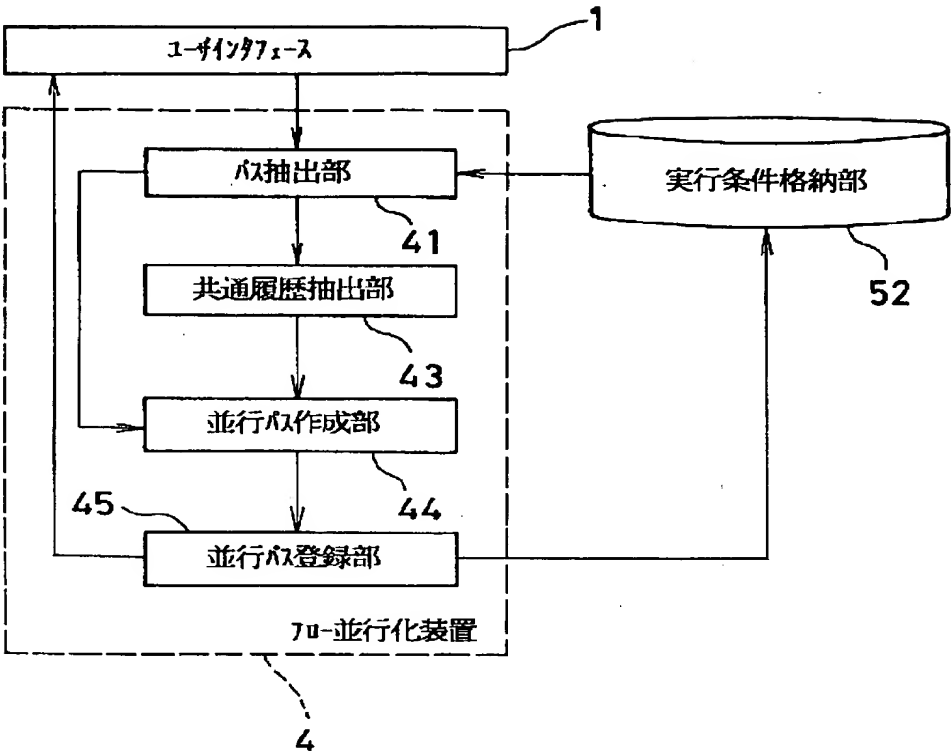 1
ﾕｰｻﾞｲﾝﾀﾌｪｰｽ
ﾊﾟｽ抽出部
実行条件格納部
41
52
共通履歴抽出部
43
並行ﾊﾟｽ作成部
45
44
並行ﾊﾟｽ登録部
ﾌﾛｰ並行化装置
4